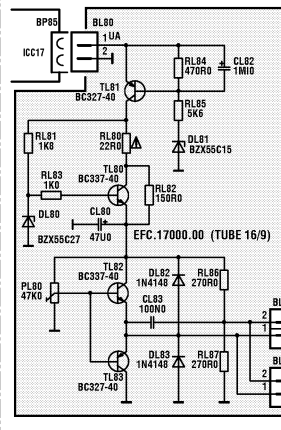 BP85
BL80
1 UA
2
ICC17
RL84
470R0
CL82
1MI0
TL81
BC327-40
RL85
5K6
RL81
1K8
RL80
22R0
DL81
BZX55C15
RL83
1K0
TL80
BC337-40
RL82
150R0
DL80
BZX55C27
CL80
47U0
EFC.17000.00 (TUBE 16/9)
PL80
47K0
TL82
BC337-40
DL82
1N4148
RL86
270R0
CL83
100N0
BL
2
1
TL83
BC327-40
DL83
1N4148
RL87
270R0
BL
2
1